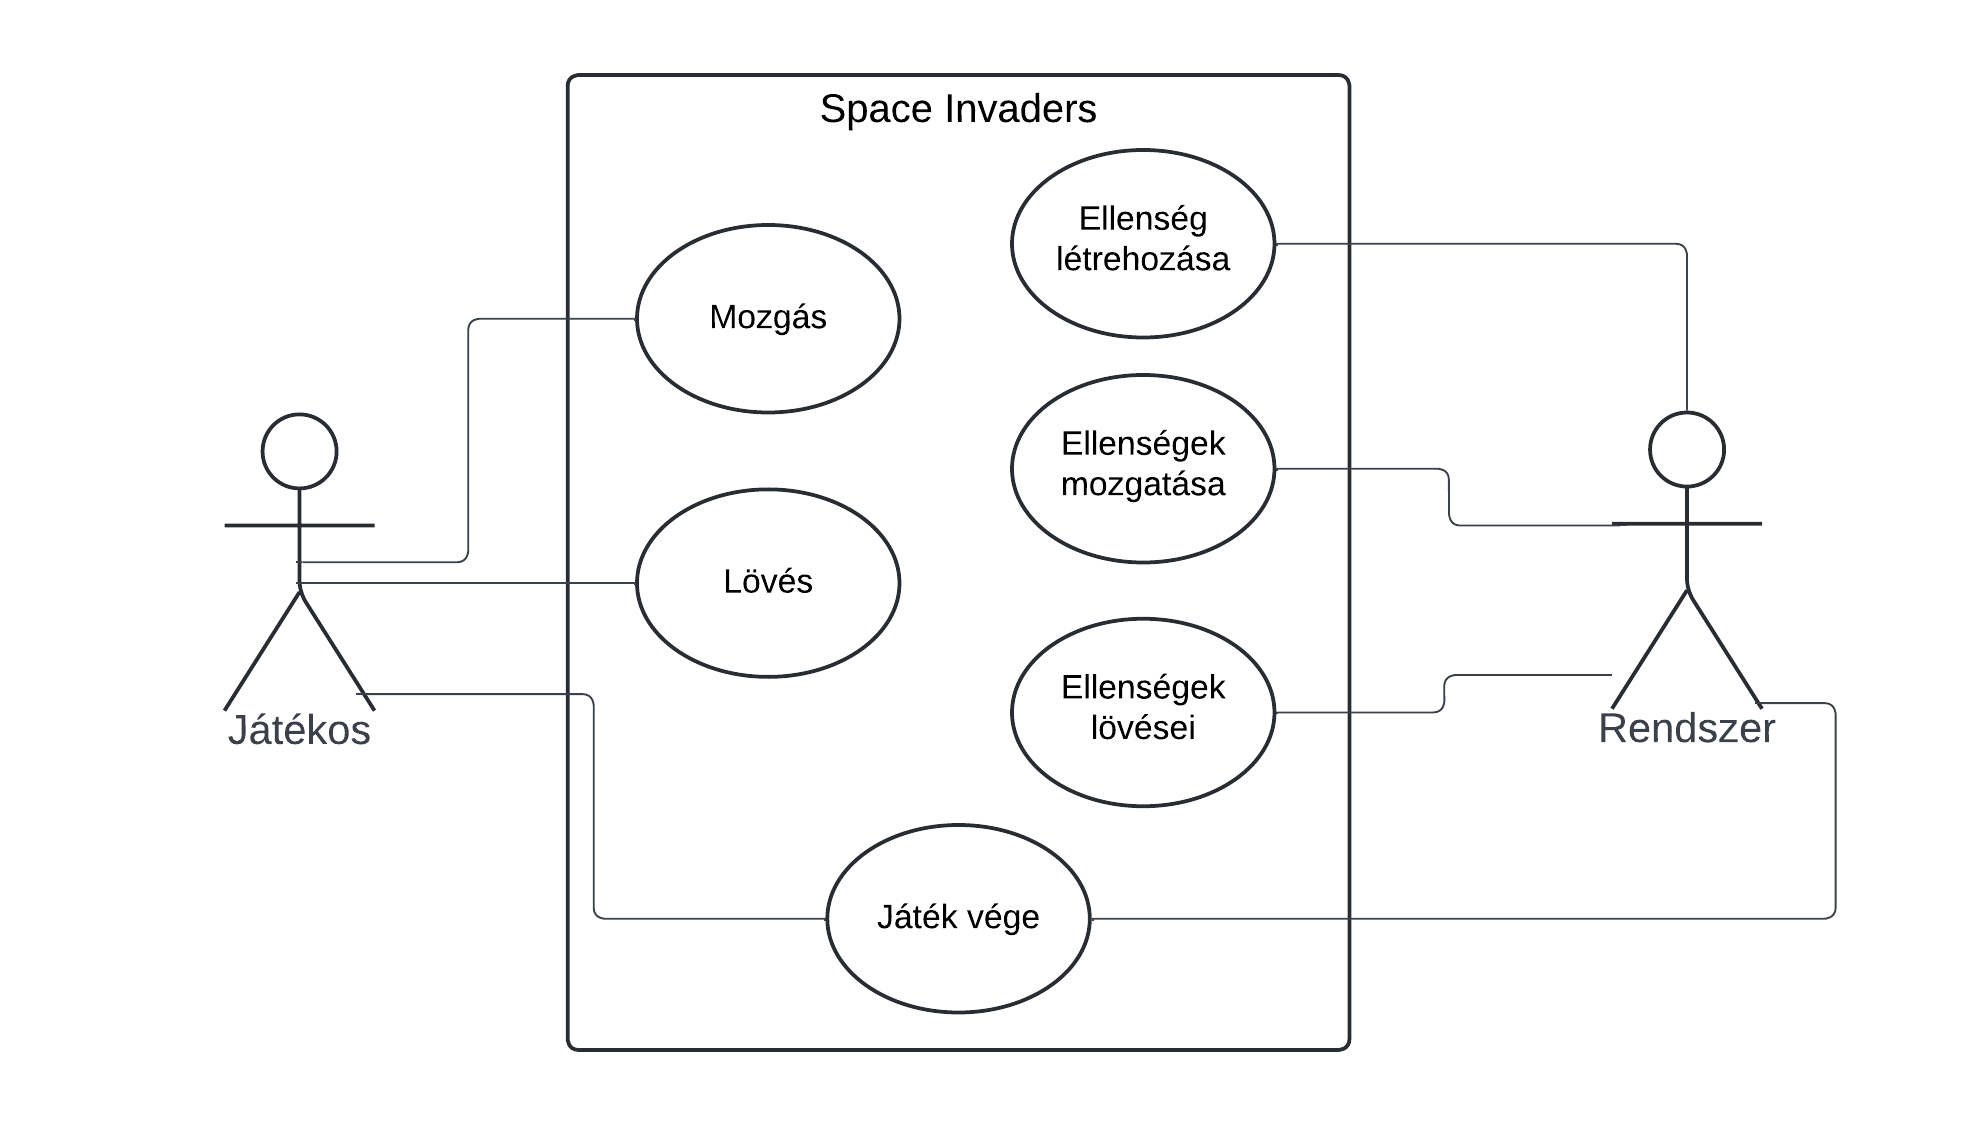 Space Invaders
Ellenség
létrehozása
Mozgás
Ellenségek
mozgatása
Lövés
Ellenségek
lövései
Játékos
Rendszer
Játék vége